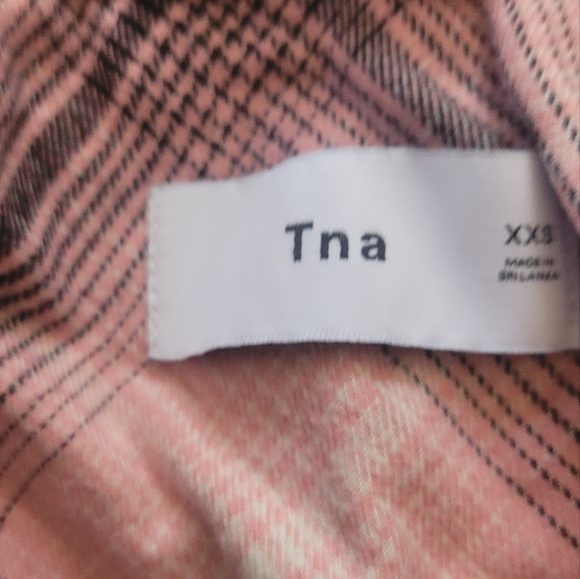 Tna
XXS
MADE IN
SRI LANKA